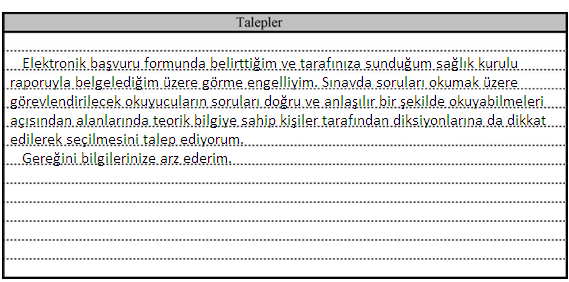 Talepler
Elektronik başvuru formunda belirttiğim ve tarafınıza sunduğum sağlık kurulu
raporuyla belgelediğim üzere görme engelliyim. Sınavda soruları okumak üzere
görevlendirilecek okuyucuların soruları doğru ve anlaşılır bir şekilde okuyabilmeleri
açısından alanlarında teorik bilgiye sahip kişiler tarafından diksiyonlarına da dikkat
edilerek seçilmesini talep ediyorum.
Gereğini bilgilerinize arz ederim.